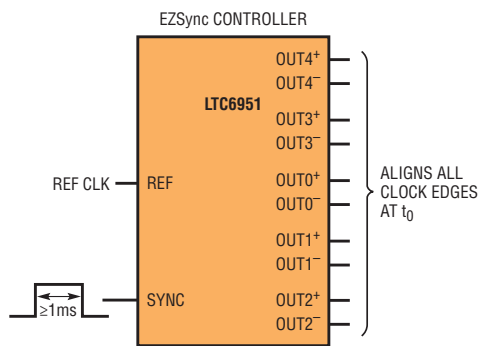 EZSync CONTROLLER
LTC6951
OUT4+
OUT4−
OUT3+
OUT3−
REF CLK
REF
OUT0+
OUT0−
ALIGNS ALL
CLOCK EDGES
AT t0
OUT1+
OUT1−
≥1ms
SYNC
OUT2+
OUT2−